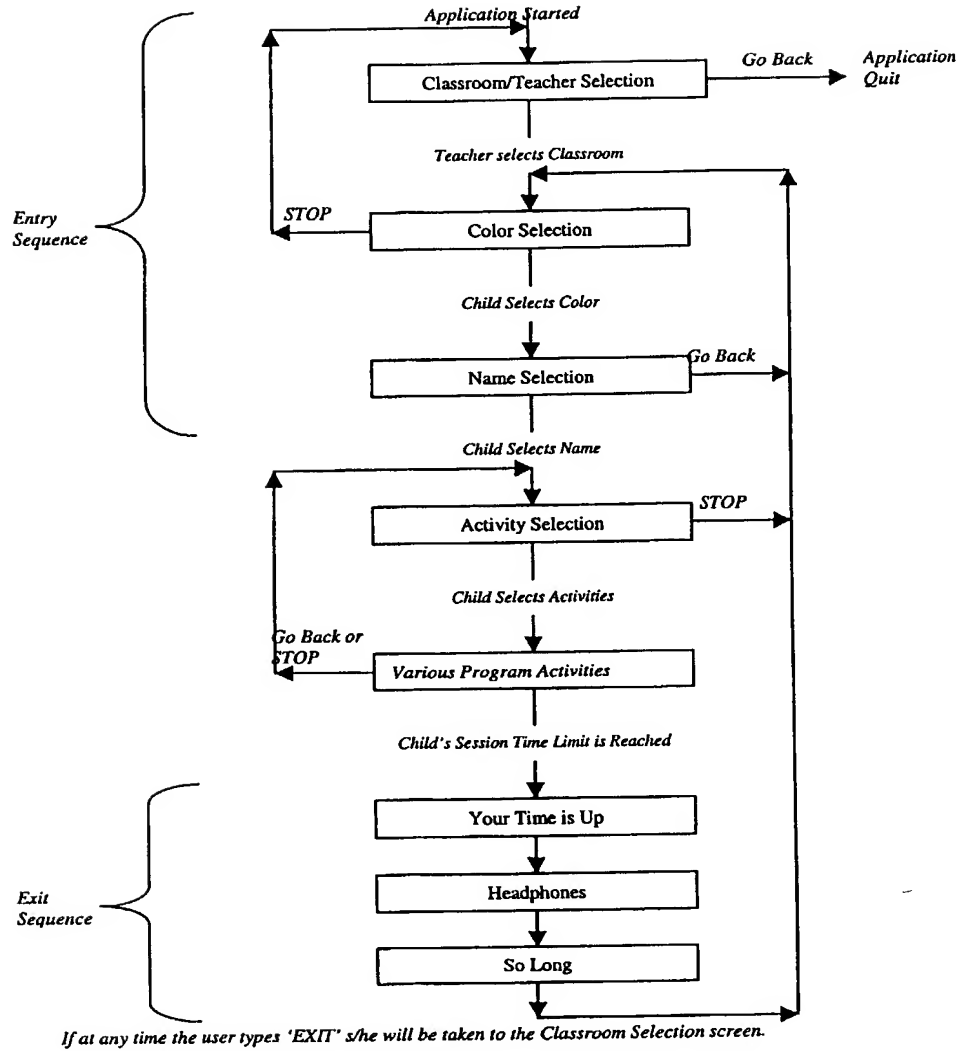 Application Started
Classroom/Teacher Selection
Go Back
Application
Quit
Teacher selects Classroom
Entry
Sequence
STOP
Color Selection
Child Selects Color
Go Back
Name Selection
Child Selects Name
STOP
Activity Selection
Child Selects Activities
Go Back or
STOP
Various Program Activities
Child's Session Time Limit is Reached
Your Time is Up
Exit
Sequence
Headphones
So Long
If at any time the user types 'EXIT' s/he will be taken to the Classroom Selection screen.